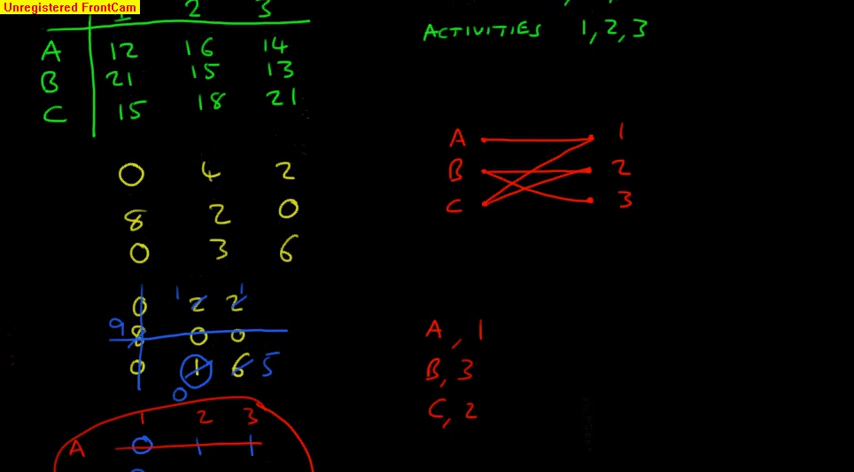 Unregistered FrontCam
1 2 3
A 12 16 14
B 21 15 13
C 15 18 21
0 4 2
8 2 0
0 3 6
0 1 2 2 1
9 8 0 0
0 1 6 5
0
1 2 3
A 0 1 1
ACTIVITIES 1, 2, 3
A 1
B 2
C 3
A, 1
B, 3
C, 2